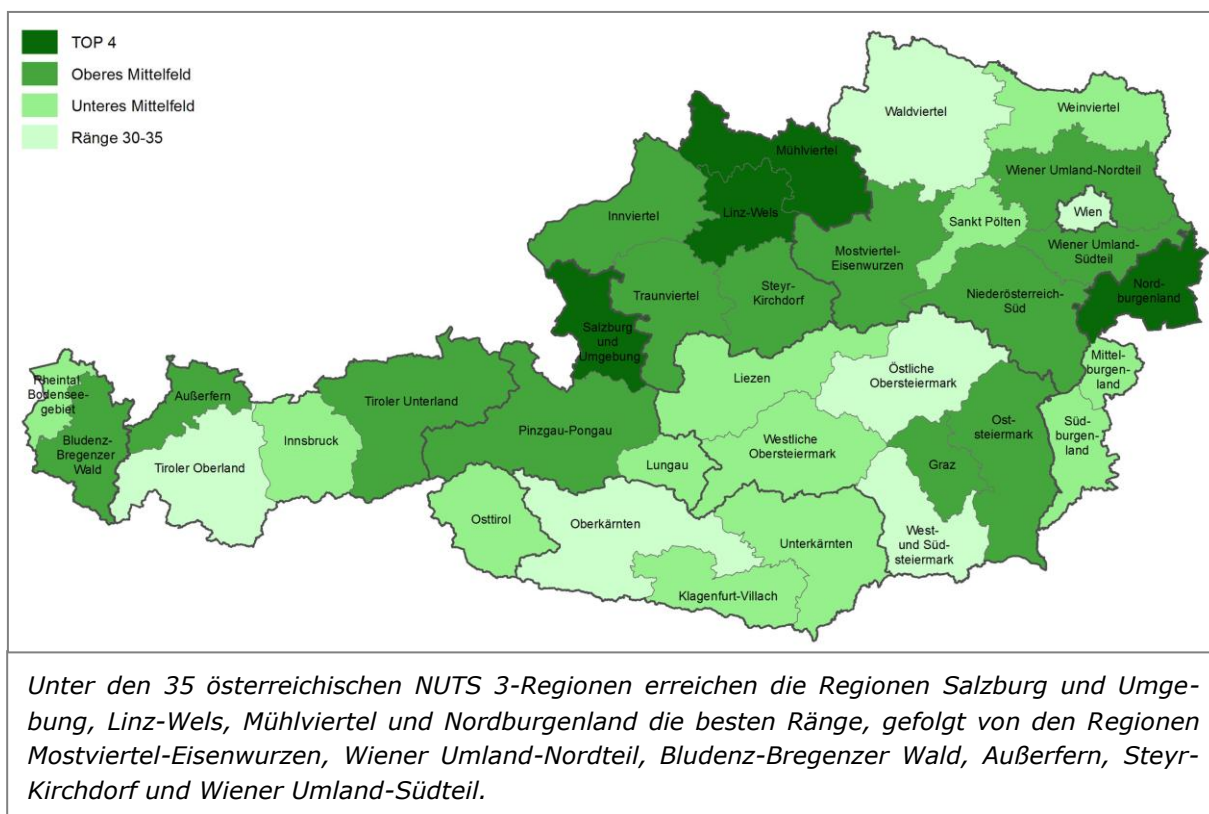 TOP 4
Oberes Mittelfeld
Unteres Mittelfeld
Ränge 30-35
Waldviertel
Weinviertel
Mühlviertel
Wiener Umland-Nordteil
Linz-Wels
Innviertel
Sankt Pölten
Wien
Mostviertel-
Eisenwurzen
Wiener Umland-
Südteil
Traunviertel
Steyr-
Kirchdorf
Niederösterreich-
Süd
Nord-
burgenland
Salzburg
und
Umgebung
Mittel-
burgen-
land
Liezen
Östliche
Obersteiermark
Rheintal
Bodensee-
gebiet
Außerfern
Tiroler Unterland
Ost-
steiermark
Süd-
burgen-
land
Bludenz-
Bregenzer
Wald
Innsbruck
Pinzgau-Pongau
Westliche
Obersteiermark
Tiroler Oberland
Lungau
Graz
Osttirol
Oberkärnten
Unterkärnten
West-
und Süd-
steiermark
Klagenfurt-Villach
Unter den 35 österreichischen NUTS 3-Regionen erreichen die Regionen Salzburg und Umge-
bung, Linz-Wels, Mühlviertel und Nordburgenland die besten Ränge, gefolgt von den Regionen
Mostviertel-Eisenwurzen, Wiener Umland-Nordteil, Bludenz-Bregenzer Wald, Außerfern, Steyr-
Kirchdorf und Wiener Umland-Südteil.